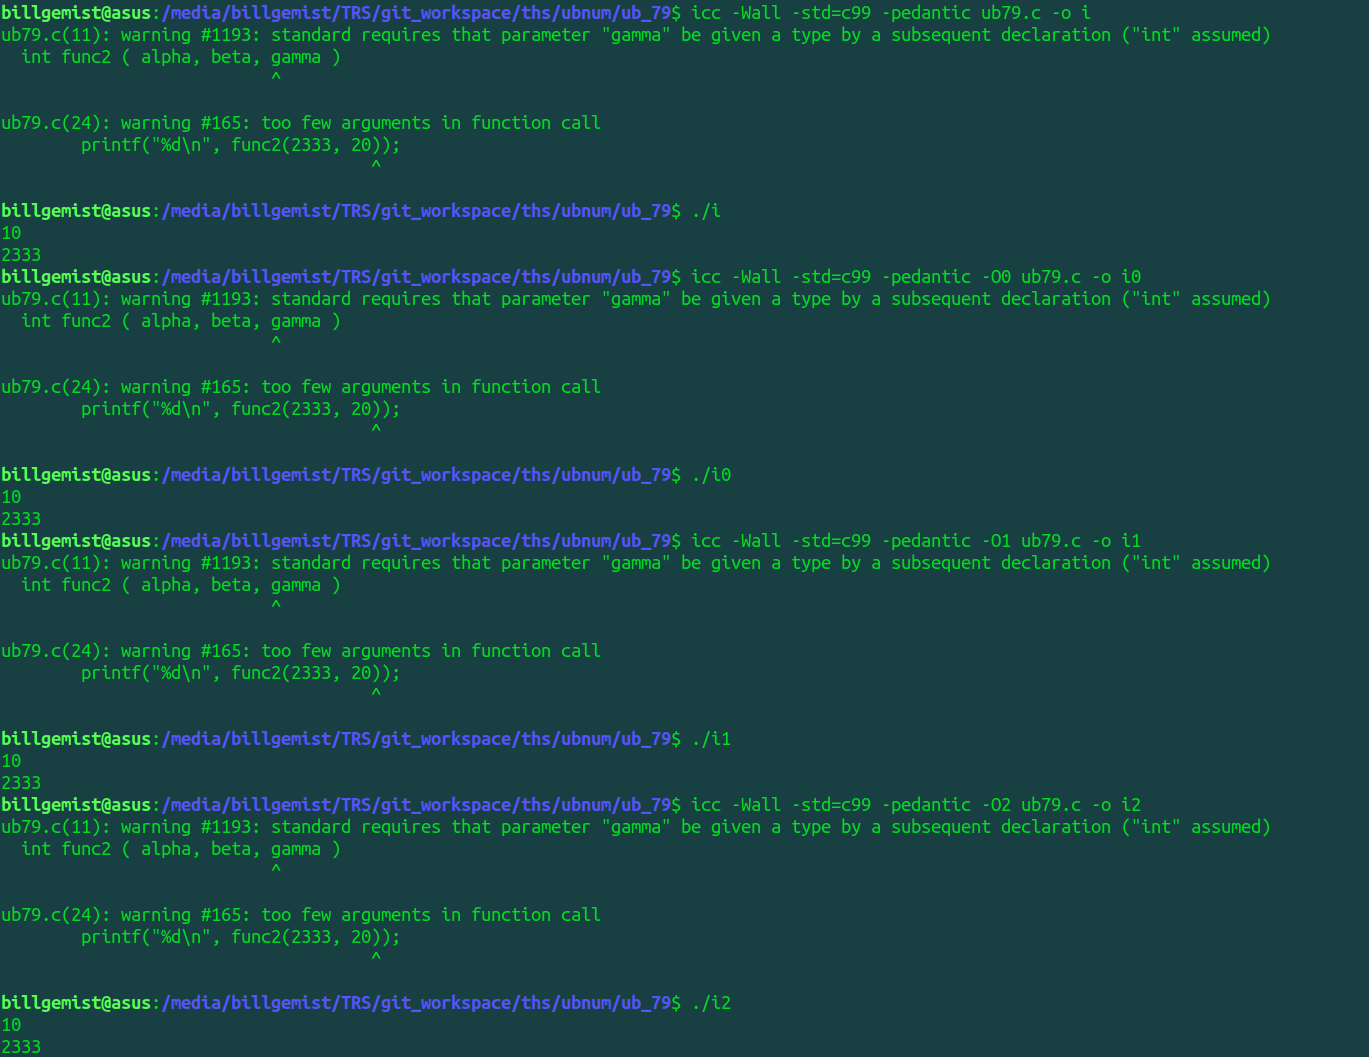 billgemist@asus:/media/billgemist/TRS/git_workspace/ths/ubnum/ub_79$ icc -Wall -std=c99 -pedantic ub79.c -o i
ub79.c(11): warning #1193: standard requires that parameter "gamma" be given a type by a subsequent declaration ("int" assumed)
  int func2 ( alpha, beta, gamma )
                           ^

ub79.c(24): warning #165: too few arguments in function call
        printf("%d\n", func2(2333, 20));
                                     ^

billgemist@asus:/media/billgemist/TRS/git_workspace/ths/ubnum/ub_79$ ./i
10
2333
billgemist@asus:/media/billgemist/TRS/git_workspace/ths/ubnum/ub_79$ icc -Wall -std=c99 -pedantic -O0 ub79.c -o i0
ub79.c(11): warning #1193: standard requires that parameter "gamma" be given a type by a subsequent declaration ("int" assumed)
  int func2 ( alpha, beta, gamma )
                           ^

ub79.c(24): warning #165: too few arguments in function call
        printf("%d\n", func2(2333, 20));
                                     ^

billgemist@asus:/media/billgemist/TRS/git_workspace/ths/ubnum/ub_79$ ./i0
10
2333
billgemist@asus:/media/billgemist/TRS/git_workspace/ths/ubnum/ub_79$ icc -Wall -std=c99 -pedantic -O1 ub79.c -o i1
ub79.c(11): warning #1193: standard requires that parameter "gamma" be given a type by a subsequent declaration ("int" assumed)
  int func2 ( alpha, beta, gamma )
                           ^

ub79.c(24): warning #165: too few arguments in function call
        printf("%d\n", func2(2333, 20));
                                     ^

billgemist@asus:/media/billgemist/TRS/git_workspace/ths/ubnum/ub_79$ ./i1
10
2333
billgemist@asus:/media/billgemist/TRS/git_workspace/ths/ubnum/ub_79$ icc -Wall -std=c99 -pedantic -O2 ub79.c -o i2
ub79.c(11): warning #1193: standard requires that parameter "gamma" be given a type by a subsequent declaration ("int" assumed)
  int func2 ( alpha, beta, gamma )
                           ^

ub79.c(24): warning #165: too few arguments in function call
        printf("%d\n", func2(2333, 20));
                                     ^

billgemist@asus:/media/billgemist/TRS/git_workspace/ths/ubnum/ub_79$ ./i2
10
2333